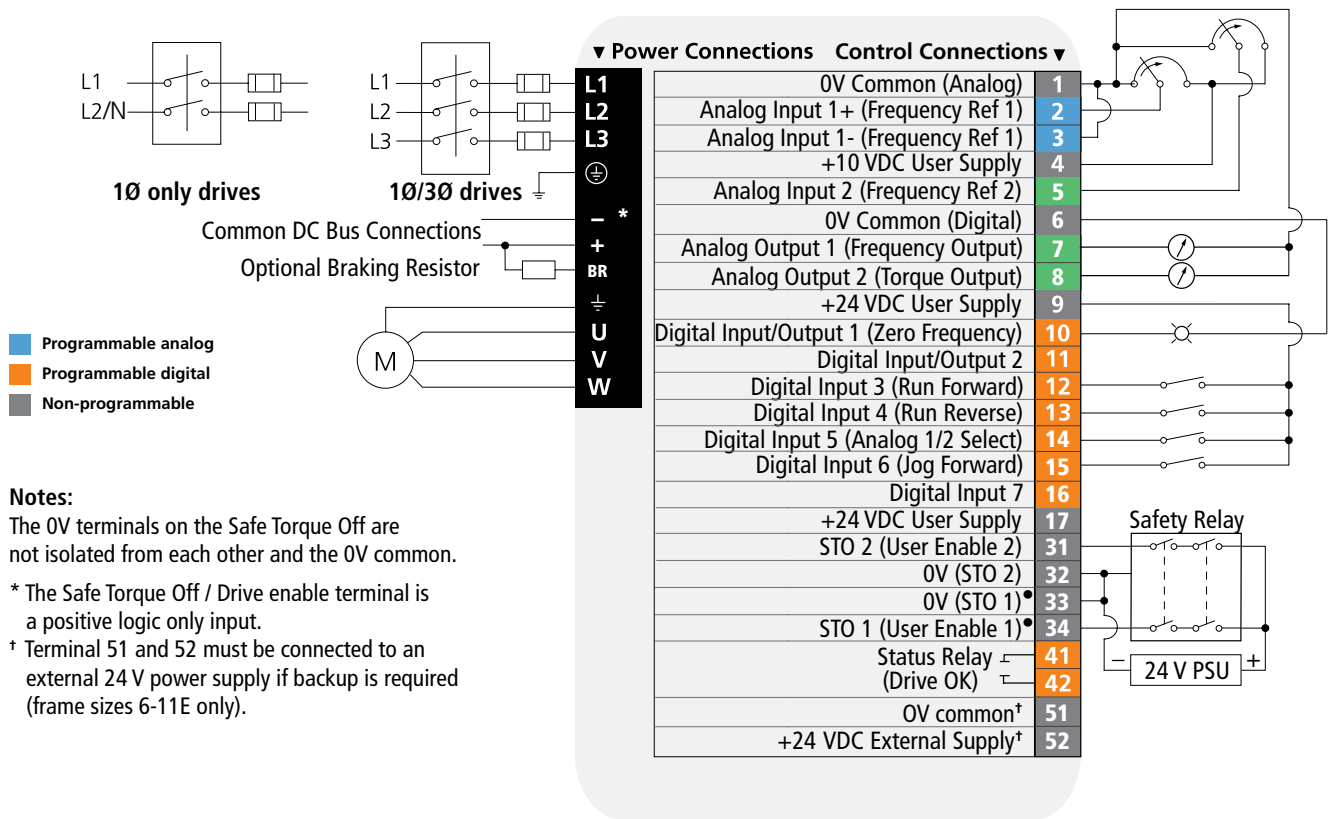 ▼ Power Connections Control Connections ▼
L1
L2/N
1Ø only drives
L1
L2
L3
1Ø/3Ø drives
L1
L2
L3
– *
+
BR
U
V
W
Common DC Bus Connections
Optional Braking Resistor
M
Programmable analog
Programmable digital
Non-programmable
0V Common (Analog) 1
Analog Input 1+ (Frequency Ref 1) 2
Analog Input 1- (Frequency Ref 1) 3
+10 VDC User Supply 4
Analog Input 2 (Frequency Ref 2) 5
0V Common (Digital) 6
Analog Output 1 (Frequency Output) 7
Analog Output 2 (Torque Output) 8
+24 VDC User Supply 9
Digital Input/Output 1 (Zero Frequency) 10
Digital Input/Output 2 11
Digital Input 3 (Run Forward) 12
Digital Input 4 (Run Reverse) 13
Digital Input 5 (Analog 1/2 Select) 14
Digital Input 6 (Jog Forward) 15
Digital Input 7 16
+24 VDC User Supply 17
STO 2 (User Enable 2) 31
0V (STO 2) 32
0V (STO 1)• 33
STO 1 (User Enable 1)• 34
Status Relay 41
(Drive OK) 42
OV common† 51
+24 VDC External Supply† 52
Safety Relay
– 24 V PSU +
Notes:
The 0V terminals on the Safe Torque Off are
not isolated from each other and the 0V common.
* The Safe Torque Off / Drive enable terminal is
a positive logic only input.
† Terminal 51 and 52 must be connected to an
external 24 V power supply if backup is required
(frame sizes 6-11E only).